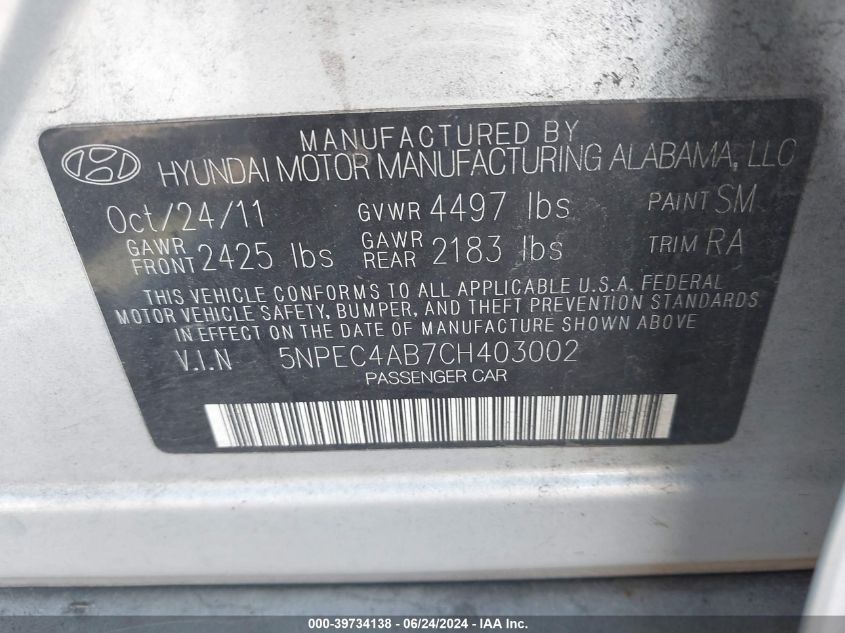 MANUFACTURED BY
HYUNDAI MOTOR MANUFACTURING ALABAMA, LLC
Oct/24/11 GVWR 4497 lbs PAINT SM
GAWR FRONT 2425 lbs GAWR REAR 2183 lbs TRIM RA
THIS VEHICLE CONFORMS TO ALL APPLICABLE U.S.A. FEDERAL
MOTOR VEHICLE SAFETY, BUMPER, AND THEFT PREVENTION STANDARDS
IN EFFECT ON THE DATE OF MANUFACTURE SHOWN ABOVE.
V.I.N 5NPEC4AB7CH403002
PASSENGER CAR
000-39734138 - 06/24/2024 - IAA Inc.